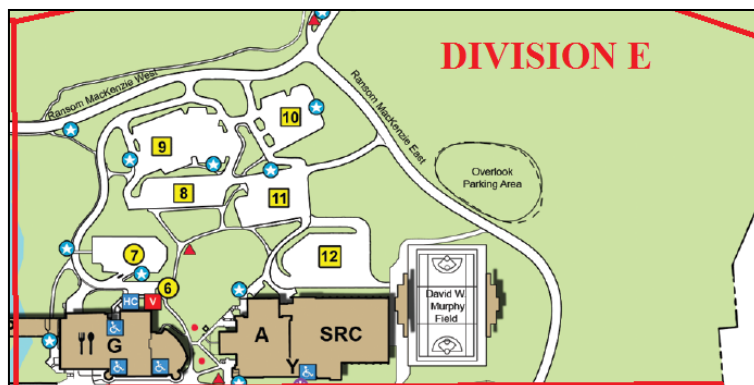 DIVISION E
Ransom MacKenzie West
Ransom MacKenzie East
10
9
Overlook
Parking Area
8
11
7
12
6
HC
V
David W.
Murphy
Field
A
SRC
G
Y